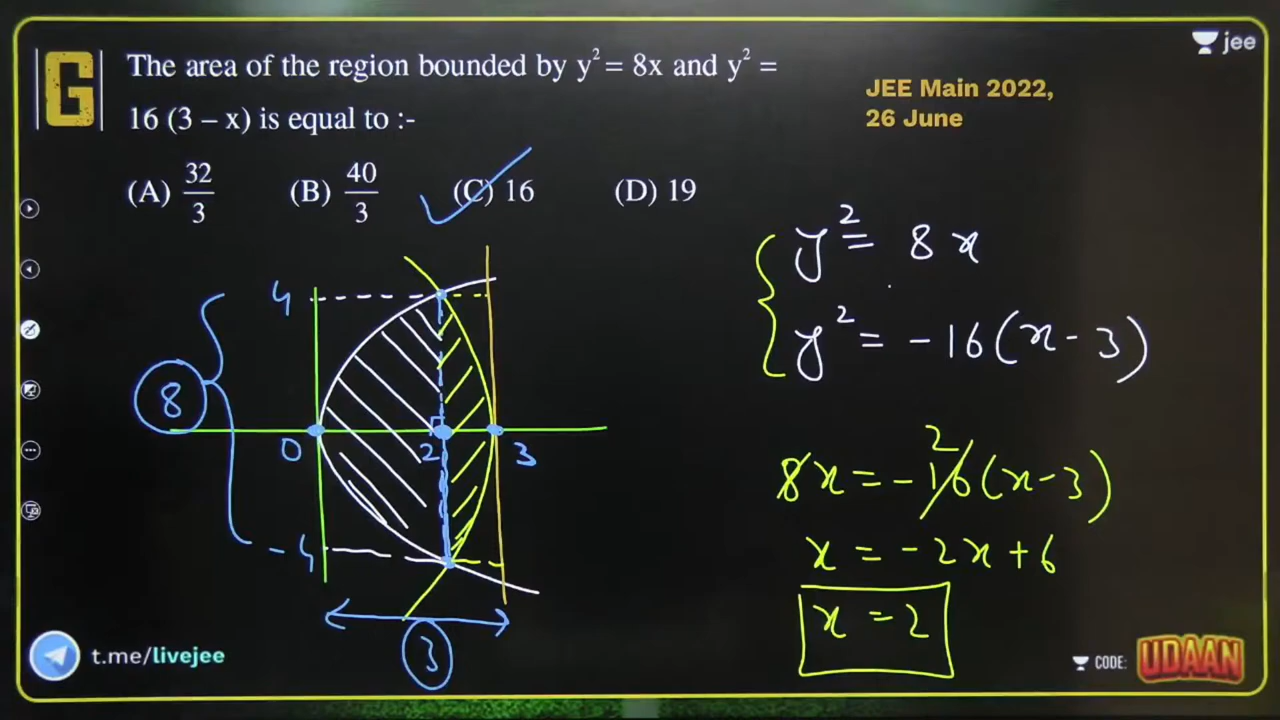 G
The area of the region bounded by y² = 8x and y² =
16 (3 – x) is equal to :-
(A) 32/3 (B) 40/3 (C) 16 (D) 19
jee
JEE Main 2022,
26 June
y² = 8x
y² = -16(x-3)
8x = -16(x-3)
2
x = -2x+6
x = 2
4
8
0
2
3
-4
3
t.me/livejee
CODE:
UDAAN